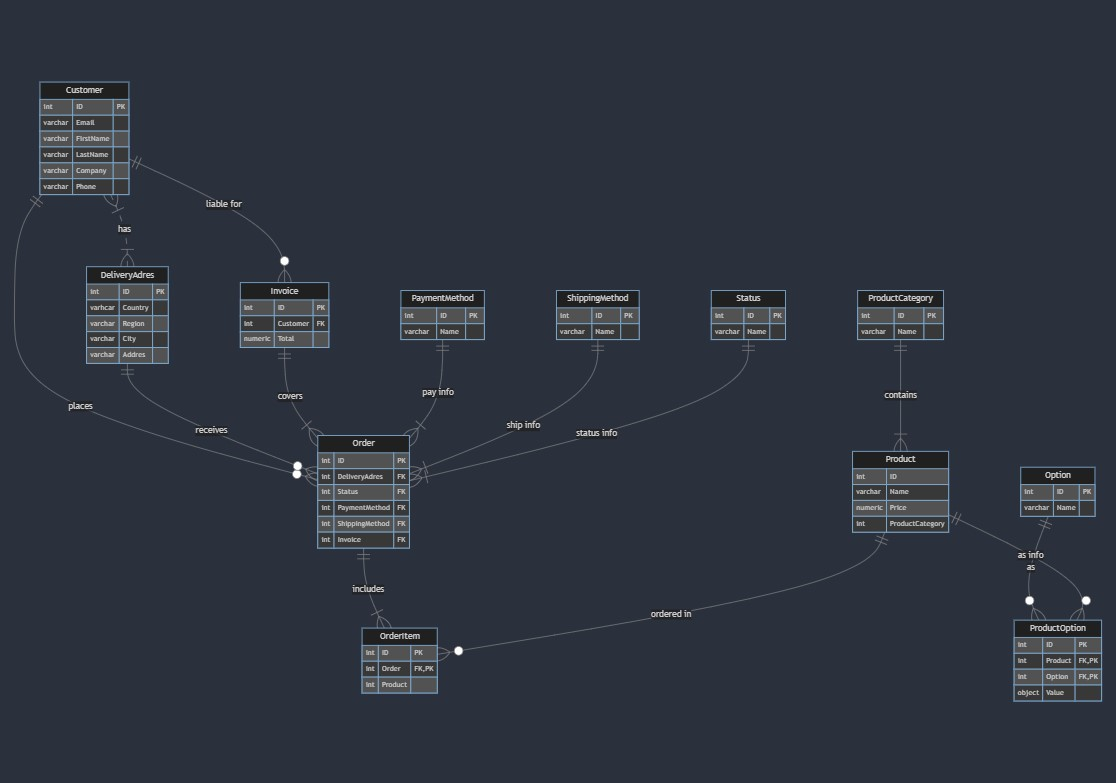 Customer
int ID PK
varchar Email
varchar FirstName
varchar LastName
varchar Company
varchar Phone
liable for
has
DeliveryAdres
int ID PK
varhcar Country
varchar Region
varchar City
varchar Addres
Invoice
int ID PK
int Customer FK
numeric Total
PaymentMethod
int ID PK
varchar Name
ShippingMethod
int ID PK
varchar Name
Status
int ID PK
varchar Name
ProductCategory
int ID PK
varchar Name
places
receives
covers
pay info
ship info
status info
contains
Order
int ID PK
int DeliveryAdres FK
int Status FK
int PaymentMethod FK
int ShippingMethod FK
int Invoice FK
Product
int ID
varchar Name
numeric Price
int ProductCategory
Option
int ID PK
varchar Name
as info
as
includes
ordered in
OrderItem
int ID PK
int Order FK,PK
int Product
ProductOption
int ID PK
int Product FK,PK
int Option FK,PK
object Value